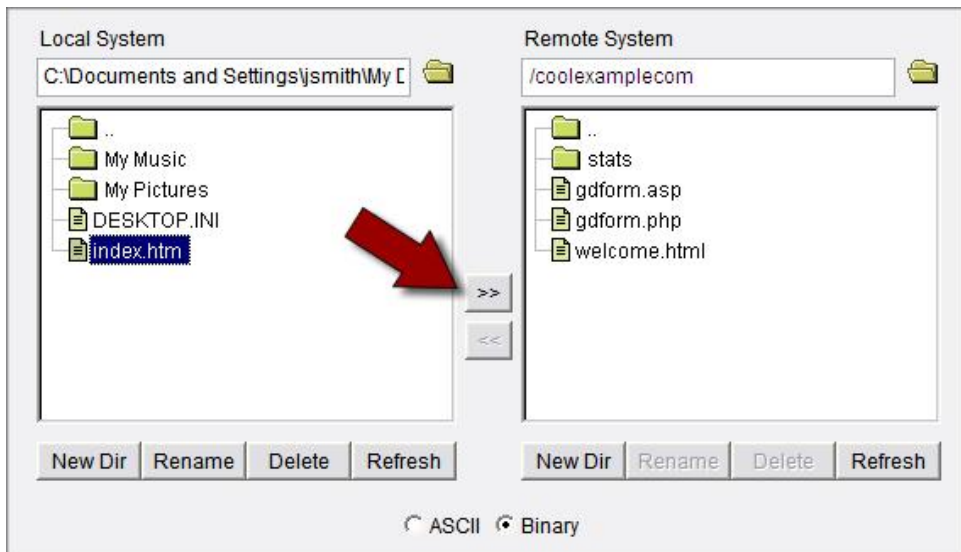 Local System
Remote System
C:\Documents and Settings\jsmith\My D
/coolexamplecom
..
My Music
My Pictures
DESKTOP.INI
index.htm
..
stats
gdform.asp
gdform.php
welcome.html
>>
<<
New Dir Rename Delete Refresh
New Dir Rename Delete Refresh
ASCII Binary